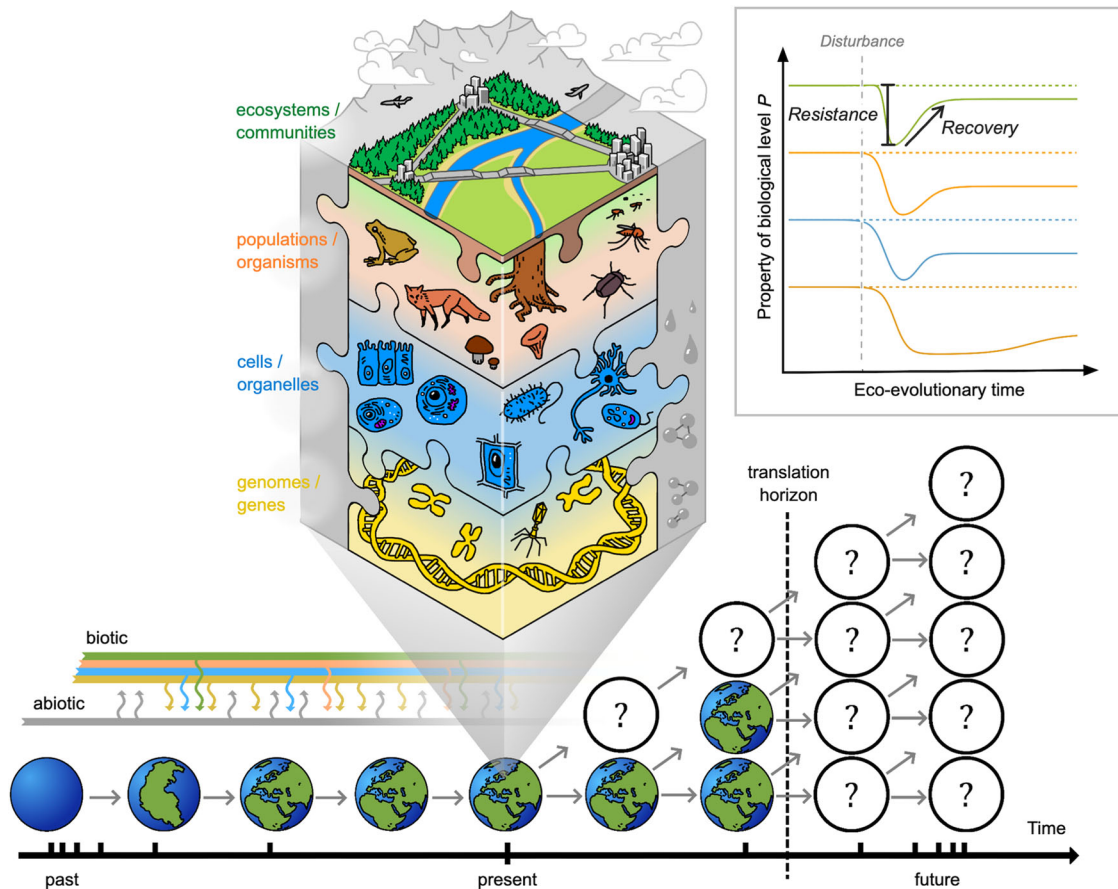 ecosystems /
communities
populations /
organisms
cells /
organelles
genomes /
genes
Disturbance
Property of biological level P
Resistance
Recovery
Eco-evolutionary time
translation
horizon
?
?
?
?
?
?
?
?
?
?
?
biotic
abiotic
Time
past
present
future